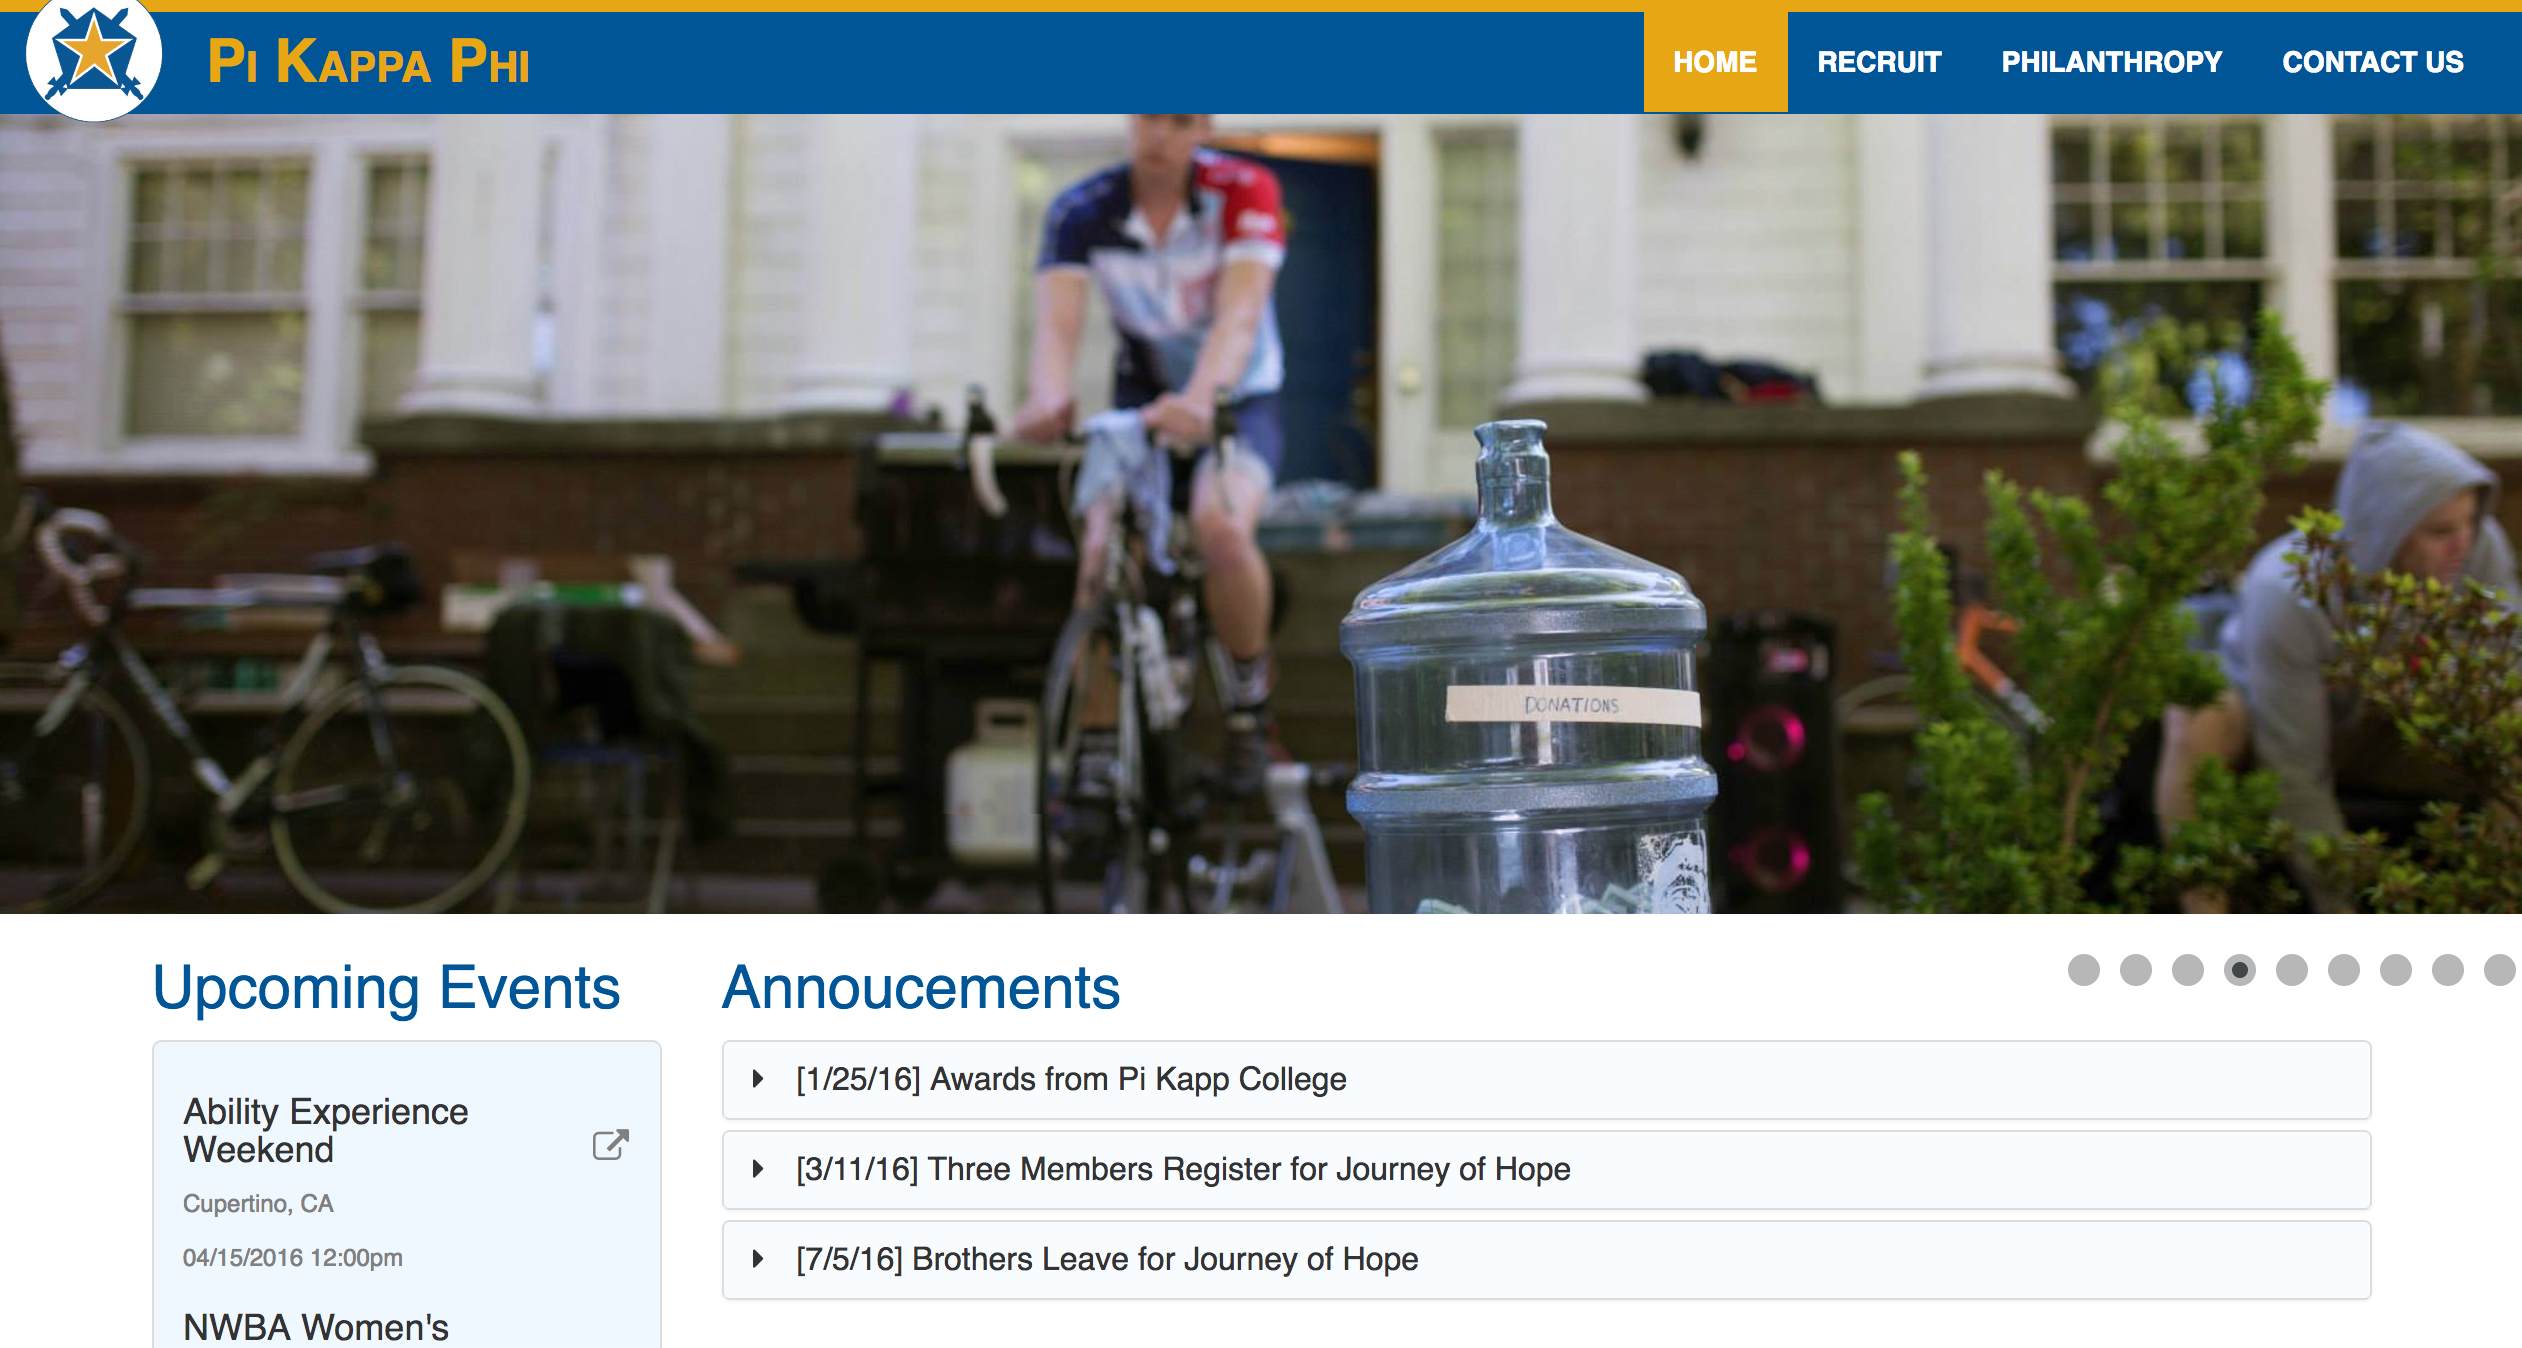 Pi Kappa Phi
HOME RECRUIT PHILANTHROPY CONTACT US
DONATIONS
Upcoming Events
Ability Experience
Weekend
Cupertino, CA
04/15/2016 12:00pm
NWBA Women's
Annoucements
[1/25/16] Awards from Pi Kapp College
[3/11/16] Three Members Register for Journey of Hope
[7/5/16] Brothers Leave for Journey of Hope